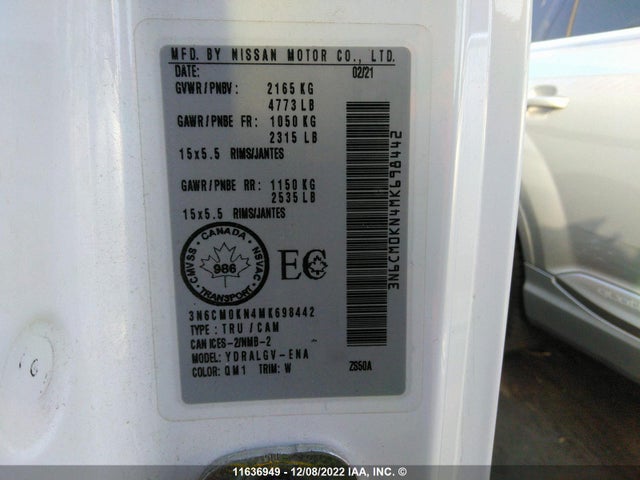 MFD. BY NISSAN MOTOR CO., LTD.
DATE: 02/21
GVWR/PNBV: 2165 KG
4773 LB
GAWR/PNBE FR: 1050 KG
2315 LB
15x5.5 RIMS/JANTES
GAWR/PNBE RR: 1150 KG
2535 LB
15x5.5 RIMS/JANTES
CANADA
CMVSS NSVAC
986
TRANSPORT
EC
3N6CM0KN4MK698442
TYPE: TRU/CAM
CAN ICES-2/NMB-2
MODEL: YDRALGV-ENA
COLOR: QM1 TRIM: W
ZS50A
3N6CM0KN4MK698442
11636949 - 12/08/2022 IAA, INC. ©